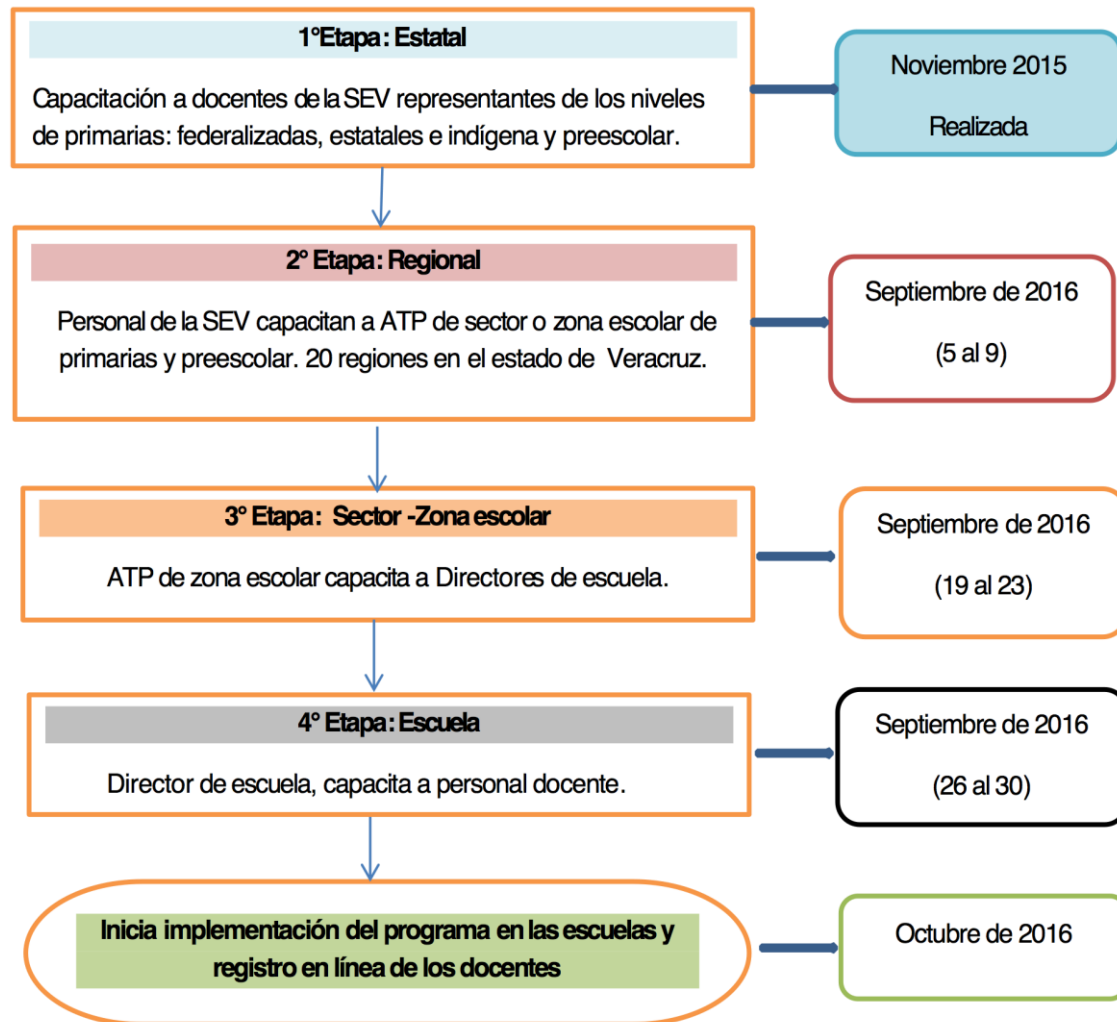 1°Etapa: Estatal
Capacitación a docentes de la SEV representantes de los niveles
de primarias: federalizadas, estatales e indígena y preescolar.
Noviembre 2015
Realizada
2° Etapa: Regional
Personal de la SEV capacitan a ATP de sector o zona escolar de
primarias y preescolar. 20 regiones en el estado de Veracruz.
Septiembre de 2016
(5 al 9)
3° Etapa: Sector -Zona escolar
ATP de zona escolar capacita a Directores de escuela.
Septiembre de 2016
(19 al 23)
4° Etapa: Escuela
Director de escuela, capacita a personal docente.
Septiembre de 2016
(26 al 30)
Inicia implementación del programa en las escuelas y
registro en línea de los docentes
Octubre de 2016